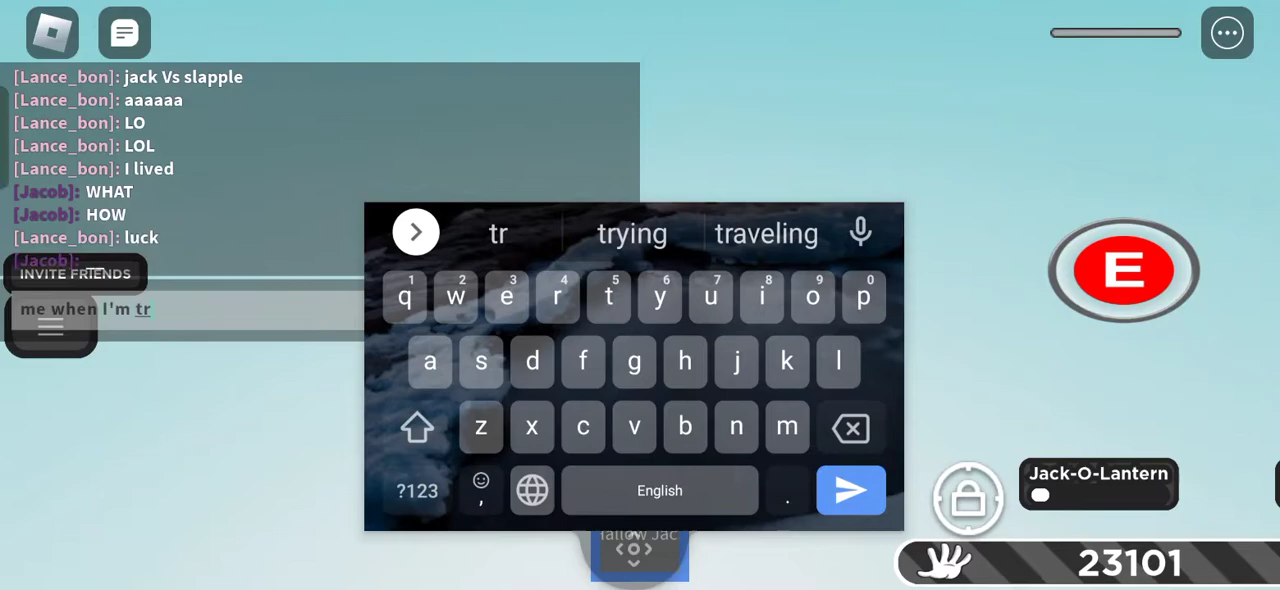 [Lance_bon]: jack Vs slapple
[Lance_bon]: aaaaaa
[Lance_bon]: LO
[Lance_bon]: LOL
[Lance_bon]: I lived
[Jacob]: WHAT
[Jacob]: HOW
[Lance_bon]: luck
[Jacob]:
INVITE FRIENDS
me when I'm tr
tr trying traveling
1 2 3 4 5 6 7 8 9 0
q w e r t y u i o p
a s d f g h j k l
z x c v b n m
?123 , English .
E
Jack-O-Lantern
23101